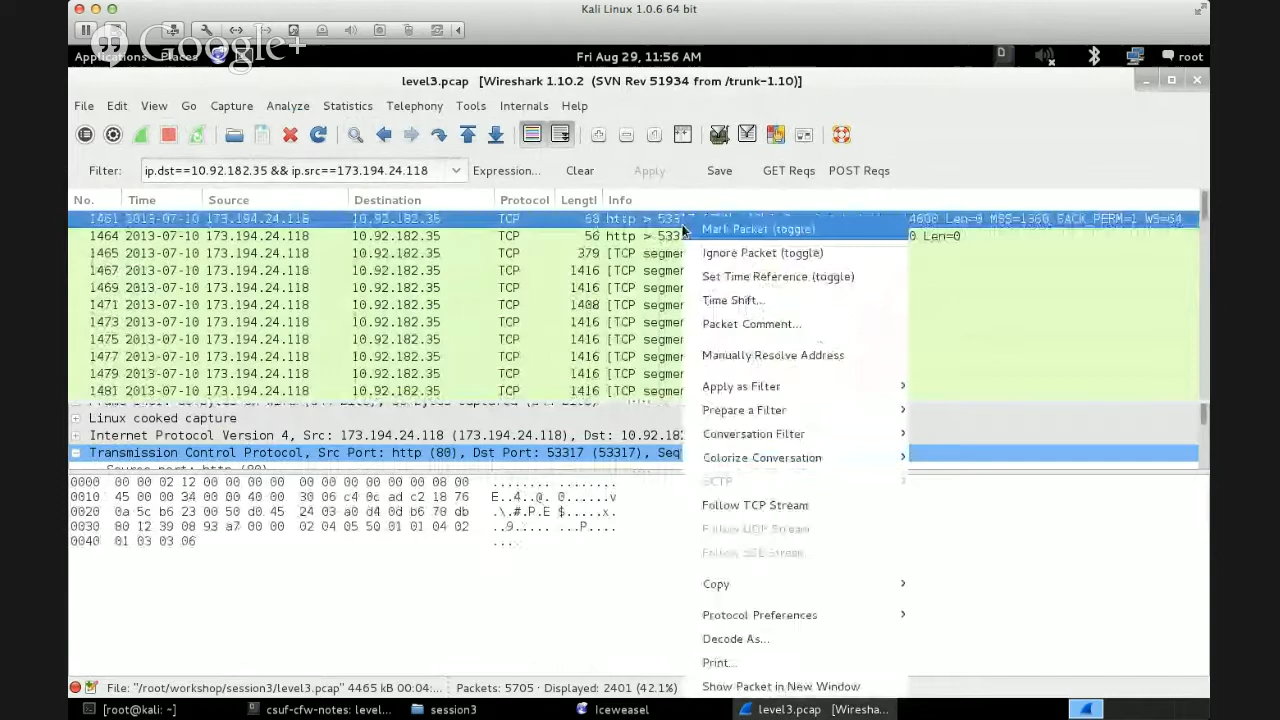 Kali Linux 1.0.6 64 bit
Google+
Applications Places Fri Aug 29, 11:56 AM root
level3.pcap [Wireshark 1.10.2 (SVN Rev 51934 from /trunk-1.10)]
File Edit View Go Capture Analyze Statistics Telephony Tools Internals Help
Filter: ip.dst==10.92.182.35 && ip.src==173.194.24.118 Expression... Clear Apply Save GET Reqs POST Reqs
No. Time Source Destination Protocol Lengtl Info
1461 2013-07-10 173.194.24.118 10.92.182.35 TCP 68 http > 4600 Len=0 MSS=1360 SACK_PERM=1 WS=64
1464 2013-07-10 173.194.24.118 10.92.182.35 TCP 56 http > 533 0 Len=0
1465 2013-07-10 173.194.24.118 10.92.182.35 TCP 379 [TCP segmer
1467 2013-07-10 173.194.24.118 10.92.182.35 TCP 1416 [TCP segmer
1469 2013-07-10 173.194.24.118 10.92.182.35 TCP 1416 [TCP segmer
1471 2013-07-10 173.194.24.118 10.92.182.35 TCP 1408 [TCP segmer
1473 2013-07-10 173.194.24.118 10.92.182.35 TCP 1416 [TCP segmer
1475 2013-07-10 173.194.24.118 10.92.182.35 TCP 1416 [TCP segmer
1477 2013-07-10 173.194.24.118 10.92.182.35 TCP 1416 [TCP segmer
1479 2013-07-10 173.194.24.118 10.92.182.35 TCP 1416 [TCP segmer
1481 2013-07-10 173.194.24.118 10.92.182.35 TCP 1416 [TCP segmer
Mark Packet (toggle)
Ignore Packet (toggle)
Set Time Reference (toggle)
Time Shift...
Packet Comment...
Manually Resolve Address
Apply as Filter
Prepare a Filter
Conversation Filter
Colorize Conversation
SCTP
Follow TCP Stream
Follow UDP Stream
Follow SSL Stream
Copy
Protocol Preferences
Decode As...
Print...
Show Packet in New Window
Linux cooked capture
Internet Protocol Version 4, Src: 173.194.24.118 (173.194.24.118), Dst: 10.92.182
Transmission Control Protocol, Src Port: http (80), Dst Port: 53317 (53317), Seq
Source port: http (80)
0000 00 00 02 12 00 00 00 00 00 00 00 00 00 00 08 00 ........ ........
0010 45 00 00 34 00 00 40 00 30 06 c4 0c ad c2 18 76 E..4..@. 0......v
0020 0a 5c b6 23 00 50 d0 45 24 03 a0 d4 0d b6 70 db .\.#.P.E $.....
0030 80 12 39 08 93 a7 00 00 02 04 05 50 01 01 04 02 ..9..... ...P....
0040 01 03 03 06 ....
File: "/root/workshop/session3/level3.pcap" 4465 kB 00:04:... Packets: 5705 · Displayed: 2401 (42.1%)
[root@kali: ~] csuf-cfw-notes: level... session3 Iceweasel level3.pcap [Wiresha...